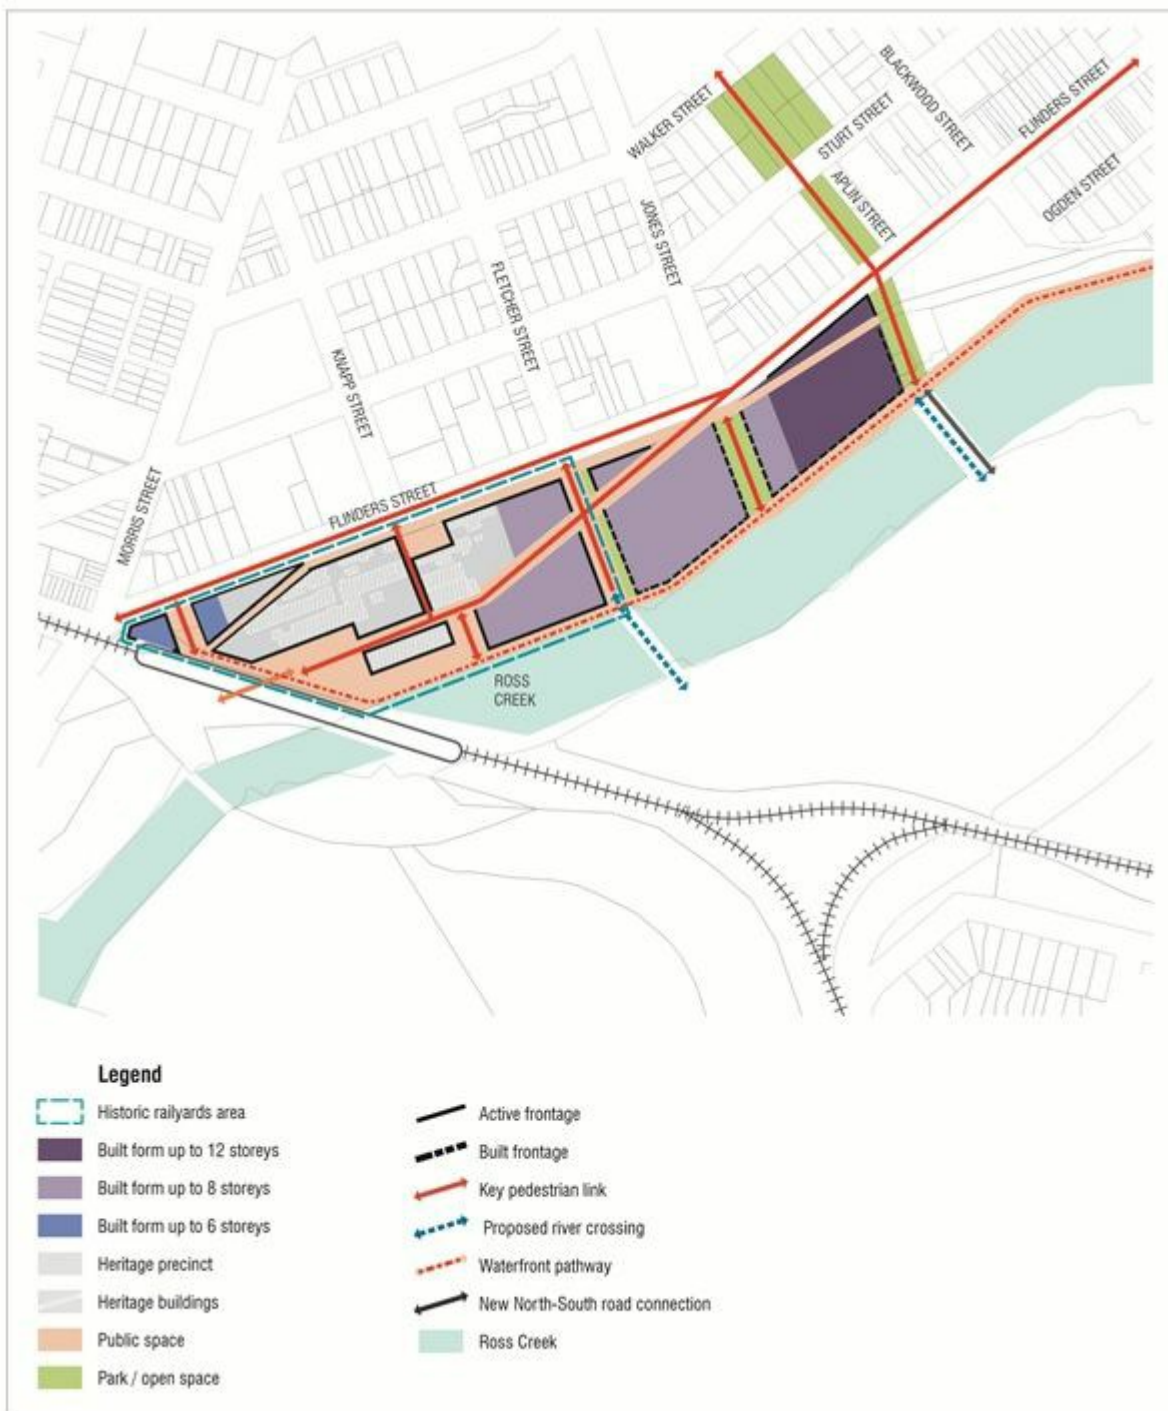 BLACKWOOD STREET
FLINDERS STREET
WALKER STREET
STURT STREET
OGDEN STREET
APLIN STREET
JONES STREET
FLETCHER STREET
KNAPP STREET
MORRIS STREET
FLINDERS STREET
ROSS
CREEK
Legend
Historic railyards area
Built form up to 12 storeys
Built form up to 8 storeys
Built form up to 6 storeys
Heritage precinct
Heritage buildings
Public space
Park / open space
Active frontage
Built frontage
Key pedestrian link
Proposed river crossing
Waterfront pathway
New North-South road connection
Ross Creek